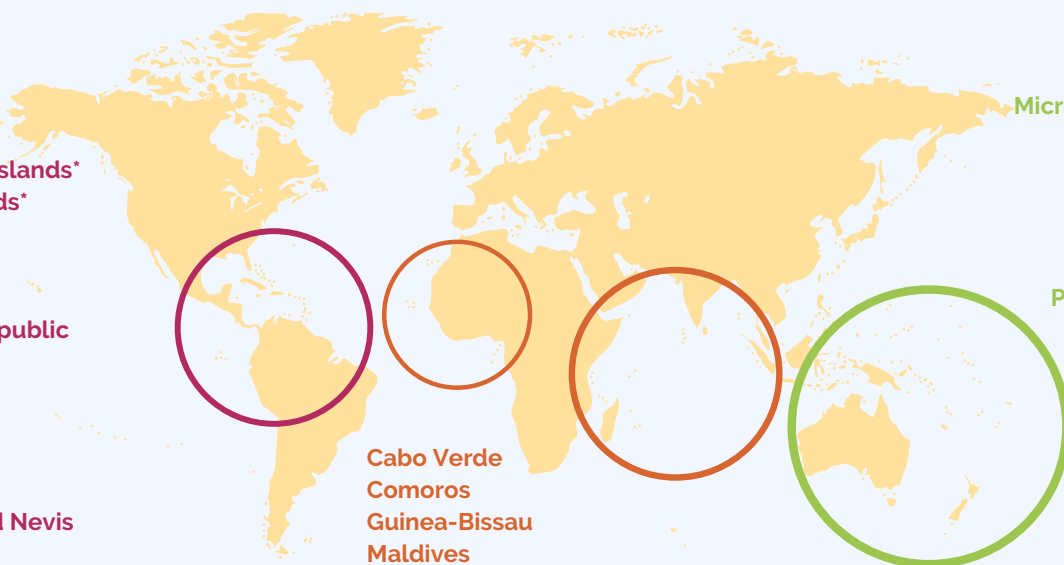 Micr
slands*
ds*
P
public
Cabo Verde
Comoros
Guinea-Bissau
d Nevis
Maldives